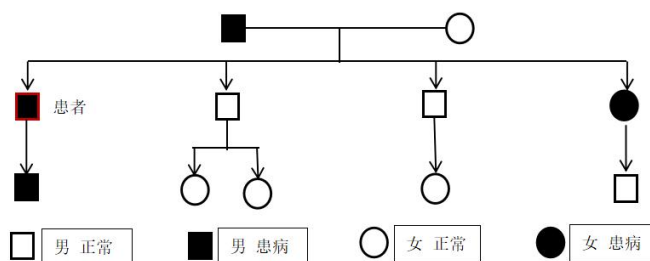 患者
男 正常
男 患病
女 正常
女 患病